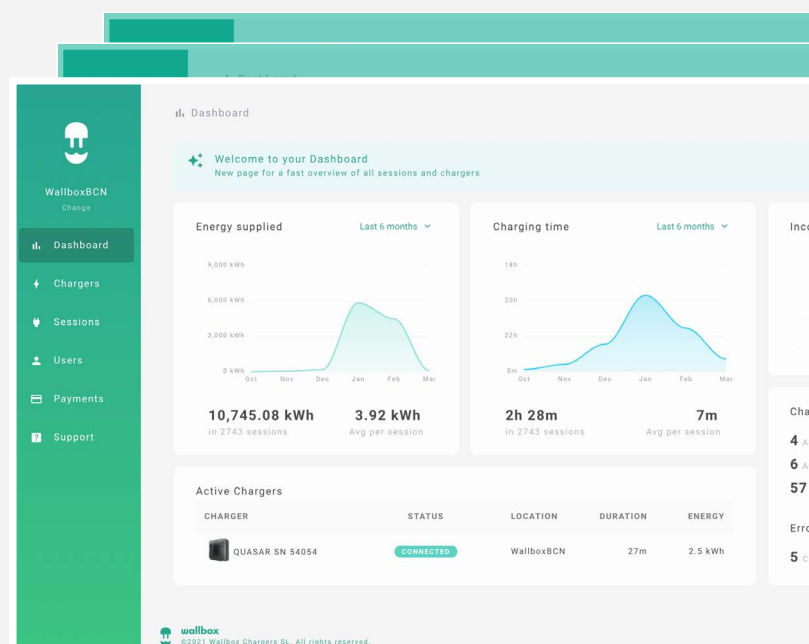 Dashboard
Welcome to your Dashboard
New page for a fast overview of all sessions and chargers
WallboxBCN
Change
Dashboard
Chargers
Sessions
Users
Payments
Support
Energy supplied
Last 6 months
9,000 kWh
6,000 kWh
3,000 kWh
0 kWh
Oct Nov Dec Jan Feb Mar
10,745.08 kWh
in 2743 sessions
3.92 kWh
Avg per session
Charging time
Last 6 months
18h
20h
22h
0m
Oct Nov Dec Jan Feb Mar
2h 28m
in 2743 sessions
7m
Avg per session
Inco
Cha
4 A
6 A
57
Erro
5 C
Active Chargers
CHARGER STATUS LOCATION DURATION ENERGY
QUASAR SN 54054 CONNECTED WallboxBCN 27m 2.5 kWh
wallbox
©2021 Wallbox Chargers SL. All rights reserved.